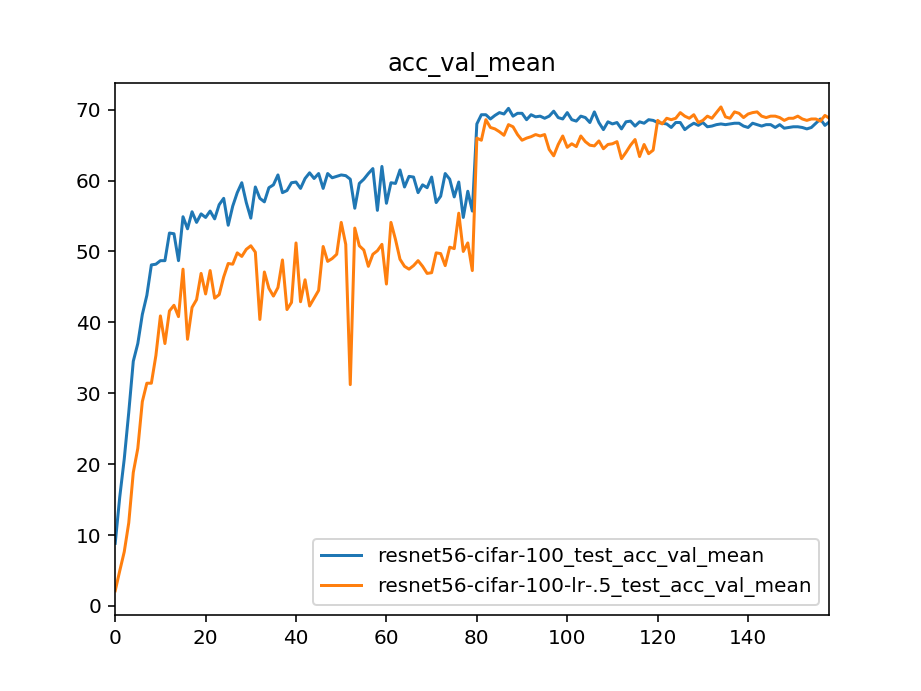 acc_val_mean
70
60
50
40
30
20
10
0
resnet56-cifar-100_test_acc_val_mean
resnet56-cifar-100-lr-.5_test_acc_val_mean
0 20 40 60 80 100 120 140